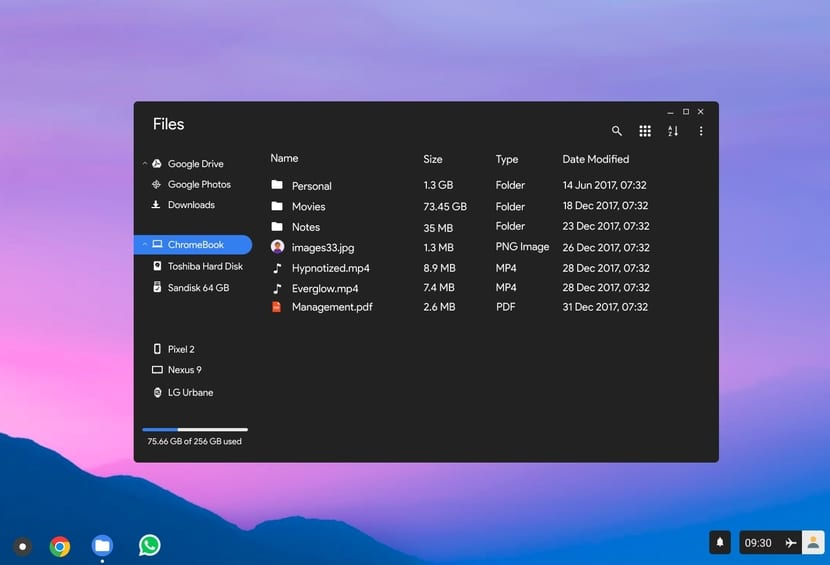 Files
Google Drive
Google Photos
Downloads
ChromeBook
Toshiba Hard Disk
Sandisk 64 GB
Pixel 2
Nexus 9
LG Urbane
75.66 GB of 256 GB used
Name Size Type Date Modified
Personal 1.3 GB Folder 14 Jun 2017, 07:32
Movies 73.45 GB Folder 18 Dec 2017, 07:32
Notes 35 MB Folder 23 Dec 2017, 07:32
images33.jpg 1.3 MB PNG Image 26 Dec 2017, 07:32
Hypnotized.mp4 8.9 MB MP4 28 Dec 2017, 07:32
Everglow.mp4 7.4 MB MP4 28 Dec 2017, 07:32
Management.pdf 2.6 MB PDF 31 Dec 2017, 07:32
09:30